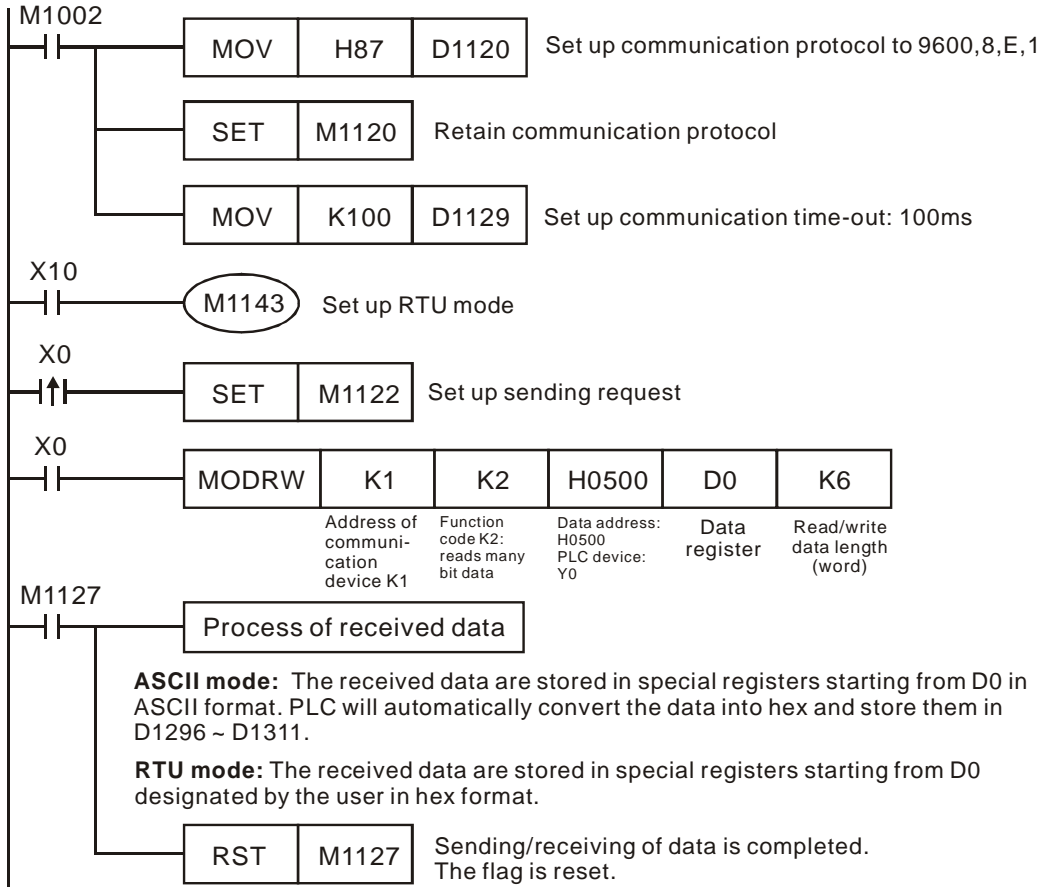 M1002
MOV H87 D1120 Set up communication protocol to 9600,8,E,1
SET M1120 Retain communication protocol
MOV K100 D1129 Set up communication time-out: 100ms
X10
M1143 Set up RTU mode
X0
SET M1122 Set up sending request
X0
MODRW K1 K2 H0500 D0 K6
Address of
communi-
cation
device K1
Function
code K2:
reads many
bit data
Data address:
H0500
PLC device:
Y0
Data
register
Read/write
data length
(word)
M1127
Process of received data
ASCII mode: The received data are stored in special registers starting from D0 in
ASCII format. PLC will automatically convert the data into hex and store them in
D1296 ~ D1311.
RTU mode: The received data are stored in special registers starting from D0
designated by the user in hex format.
RST M1127 Sending/receiving of data is completed.
The flag is reset.